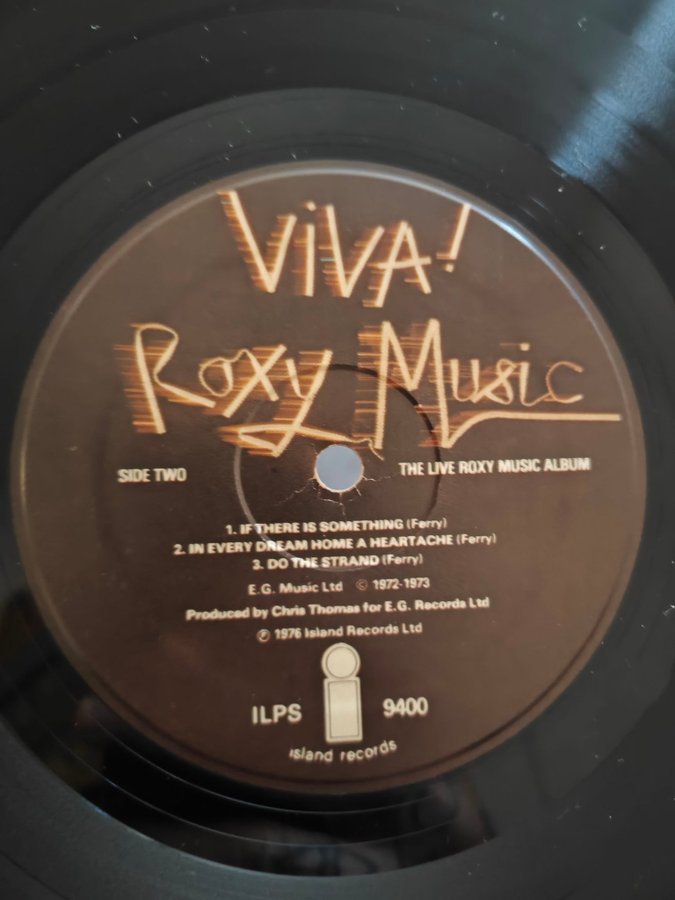 ViVA!
Roxy Music
SIDE TWO
THE LIVE ROXY MUSIC ALBUM
1. IF THERE IS SOMETHING (Ferry)
2. IN EVERY DREAM HOME A HEARTACHE (Ferry)
3. DO THE STRAND (Ferry)
E.G. Music Ltd © 1972-1973
Produced by Chris Thomas for E.G. Records Ltd
℗ 1976 Island Records Ltd
ILPS 9400
island records